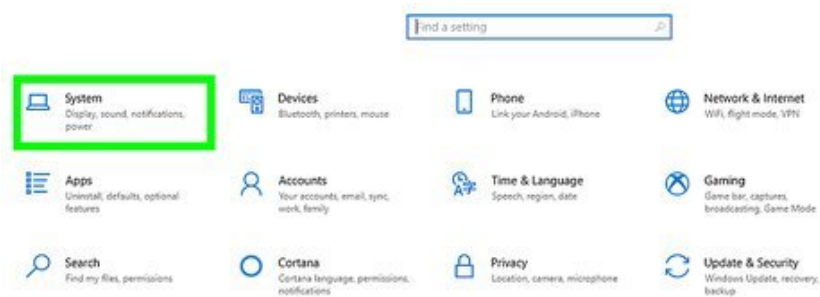 Find a setting
System
Display, sound, notifications,
power
Devices
Bluetooth, printers, mouse
Phone
Link your Android, iPhone
Network & Internet
WiFi, flight mode, VPN
Apps
Uninstall, defaults, optional
features
Accounts
Your accounts, email, sync,
work, family
Time & Language
Speech, region, date
Gaming
Game bar, captures,
broadcasting, Game Mode
Search
Find my files, permissions
Cortana
Cortana language, permissions,
notifications
Privacy
Location, camera, microphone
Update & Security
Windows Update, recovery,
backup